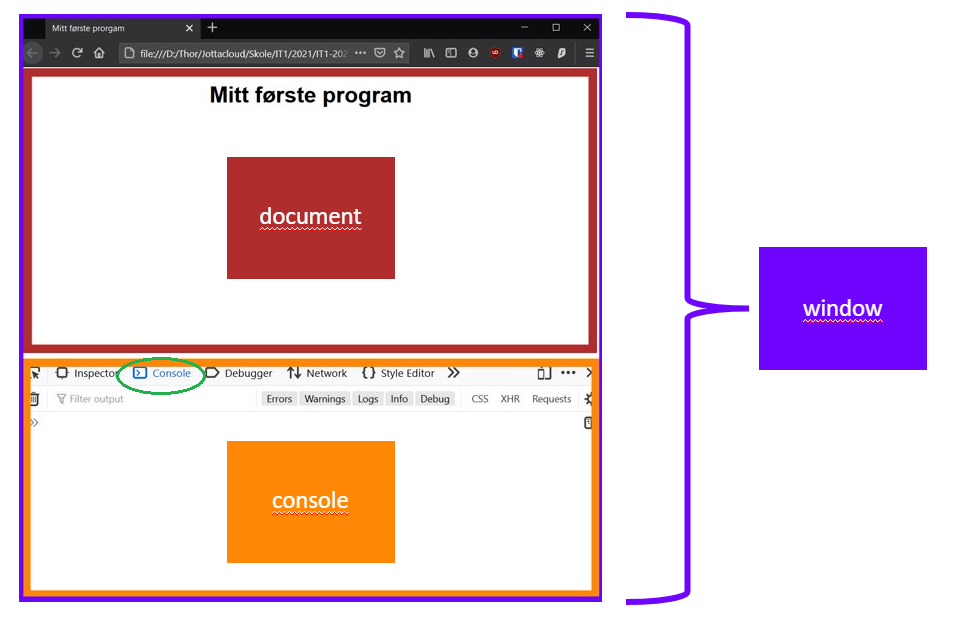 Mitt første prorgam
file:///D:/Thor/Jottacloud/Skole/IT1/2021/IT1-202
Mitt første program
document
window
Inspector Console Debugger Network Style Editor
Filter output Errors Warnings Logs Info Debug CSS XHR Requests
console